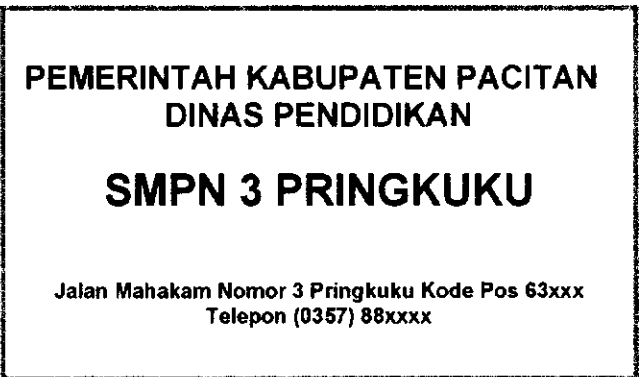 PEMERINTAH KABUPATEN PACITAN
DINAS PENDIDIKAN
SMPN 3 PRINGKUKU
Jalan Mahakam Nomor 3 Pringkuku Kode Pos 63xxx
Telepon (0357) 88xxxx